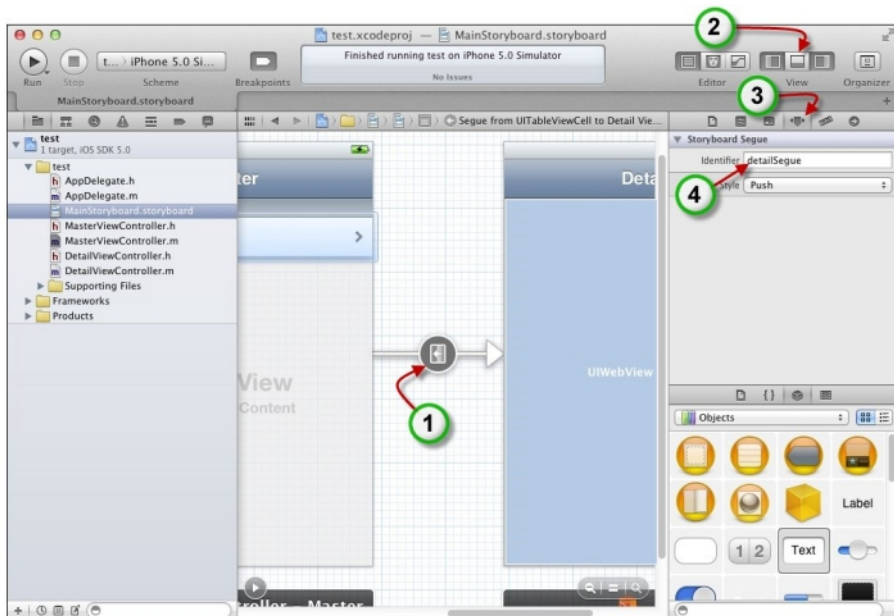 test.xcodeproj — MainStoryboard.storyboard
2
t... iPhone 5.0 Si...
Finished running test on iPhone 5.0 Simulator
No Issues
Run
Stop
Scheme
Breakpoints
Editor
View
Organizer
MainStoryboard.storyboard
3
Segue from UITableViewCell to Detail Vie...
test
1 target, iOS SDK 5.0
test
AppDelegate.h
AppDelegate.m
MainStoryboard.storyboard
MasterViewController.h
MasterViewController.m
DetailViewController.h
DetailViewController.m
Supporting Files
Frameworks
Products
ter
View
Content
1
Deta
UIWebView
Storyboard Segue
Identifier detailSegue
4
Style Push
Objects
Label
1 2
Text
roller – Master